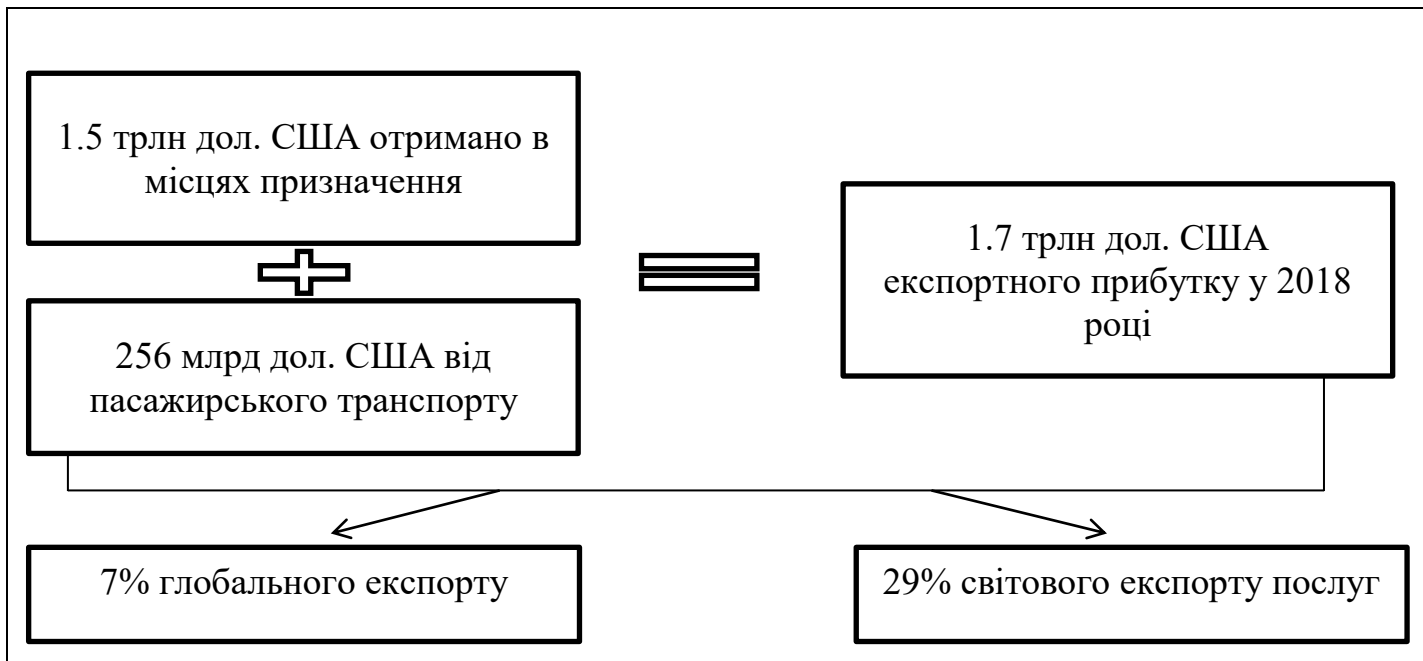 1.5 трлн дол. США отримано в
місцях призначення
256 млрд дол. США від
пасажирського транспорту
1.7 трлн дол. США
експортного прибутку у 2018
році
7% глобального експорту
29% світового експорту послуг